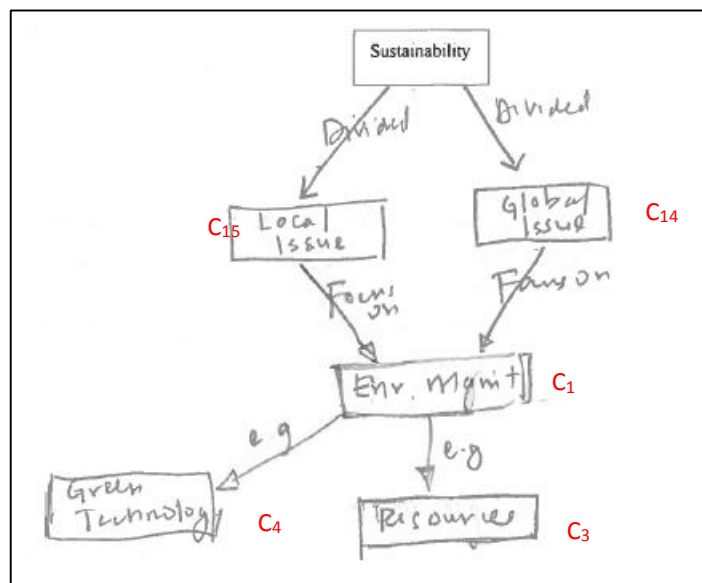 Sustainability
Divided
Divided
C15
Local
Issue
Global
Issue
C14
Focus
on
Focus on
Env. Mgmt
C1
e.g
e.g
Green
Technology
C4
Resources
C3